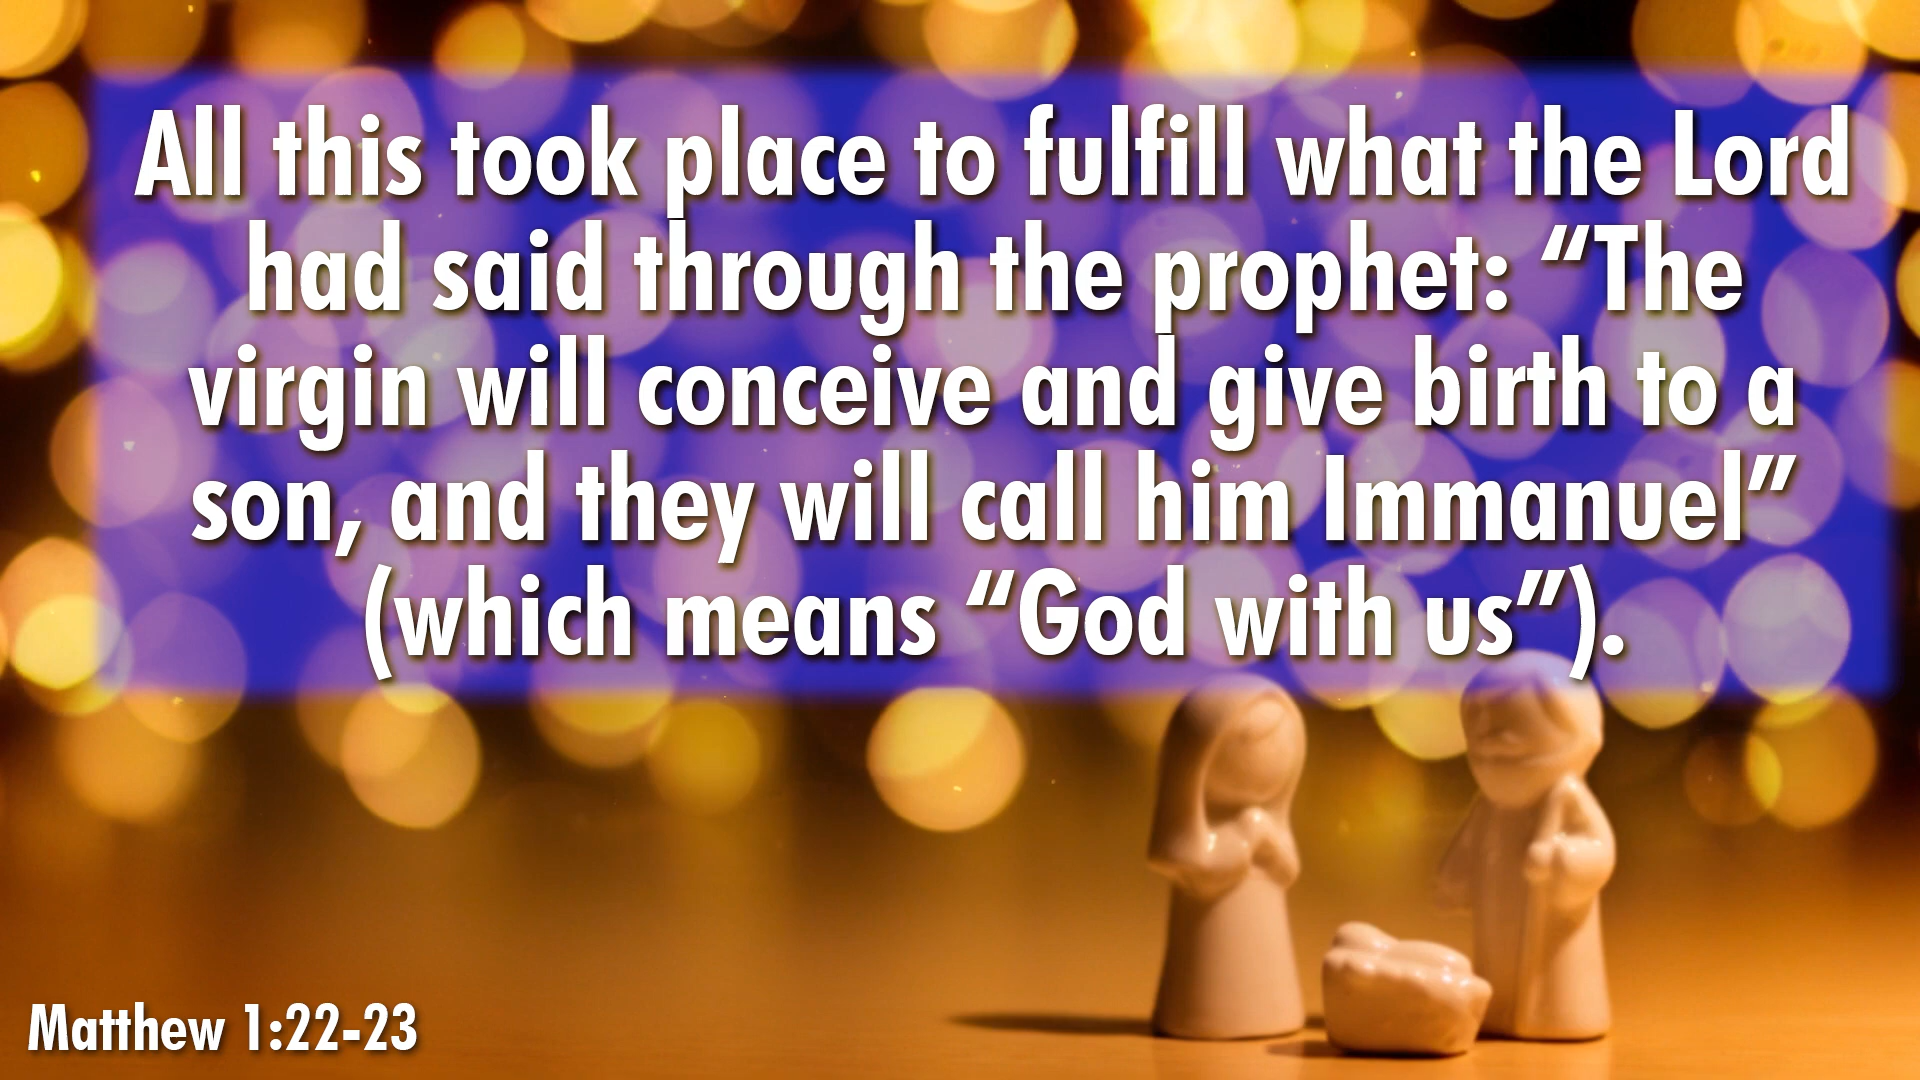 All this took place to fulfill what the Lord
had said through the prophet: “The
virgin will conceive and give birth to a
son, and they will call him Immanuel”
(which means “God with us”).
Matthew 1:22-23